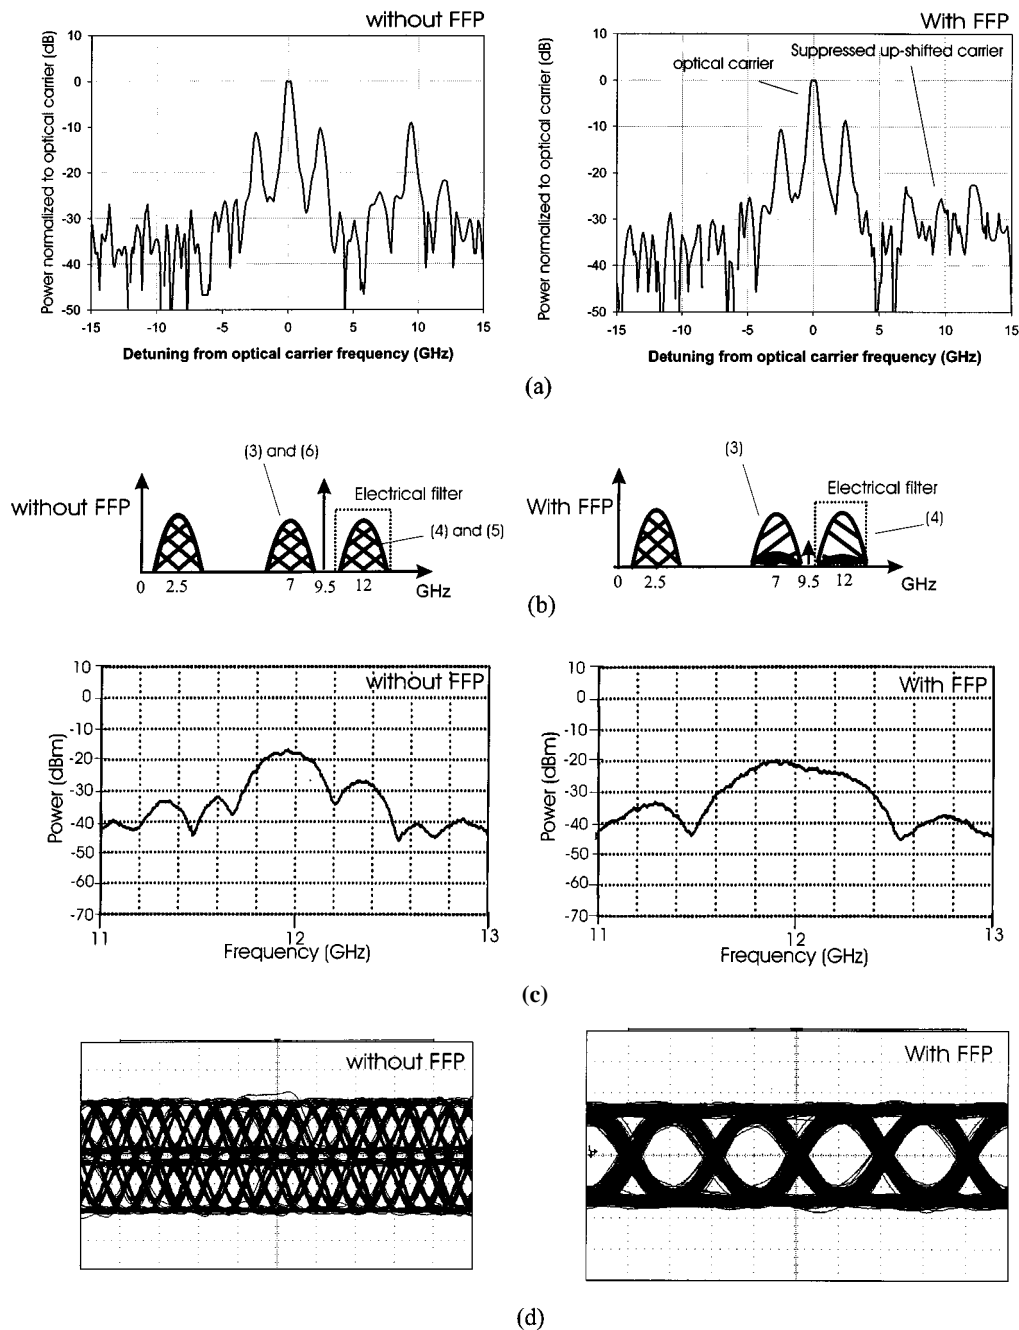 without FFP
With FFP
Power normalized to optical carrier (dB)
10
0
-10
-20
-30
-40
-50
-15
-10
-5
0
5
10
15
Detuning from optical carrier frequency (GHz)
Power normalized to optical carrier (dB)
10
0
-10
-20
-30
-40
-50
optical carrier
Suppressed up-shifted carrier
-15
-10
-5
0
5
10
15
Detuning from optical carrier frequency (GHz)
(a)
without FFP
(3) and (6)
Electrical filter
(4) and (5)
0
2.5
7
9.5
12
GHz
With FFP
(3)
Electrical filter
(4)
0
2.5
7
9.5
12
GHz
(b)
without FFP
Power (dBm)
10
0
-10
-20
-30
-40
-50
-60
-70
11
12
13
Frequency (GHz)
With FFP
Power (dBm)
10
0
-10
-20
-30
-40
-50
-60
-70
11
12
13
Frequency (GHz)
(c)
without FFP
With FFP
(d)